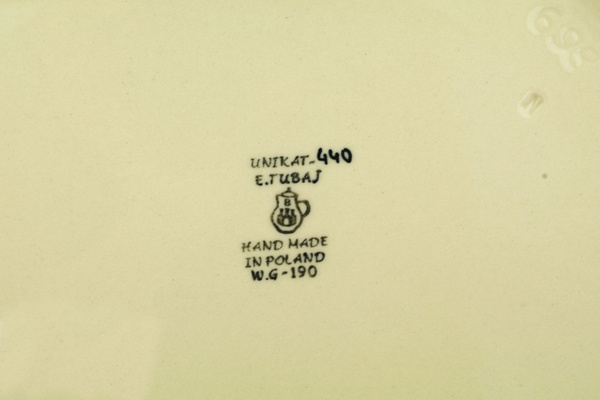 UNIKAT-440
E.TUBAJ
B
HAND MADE
IN POLAND
W.G-190
N